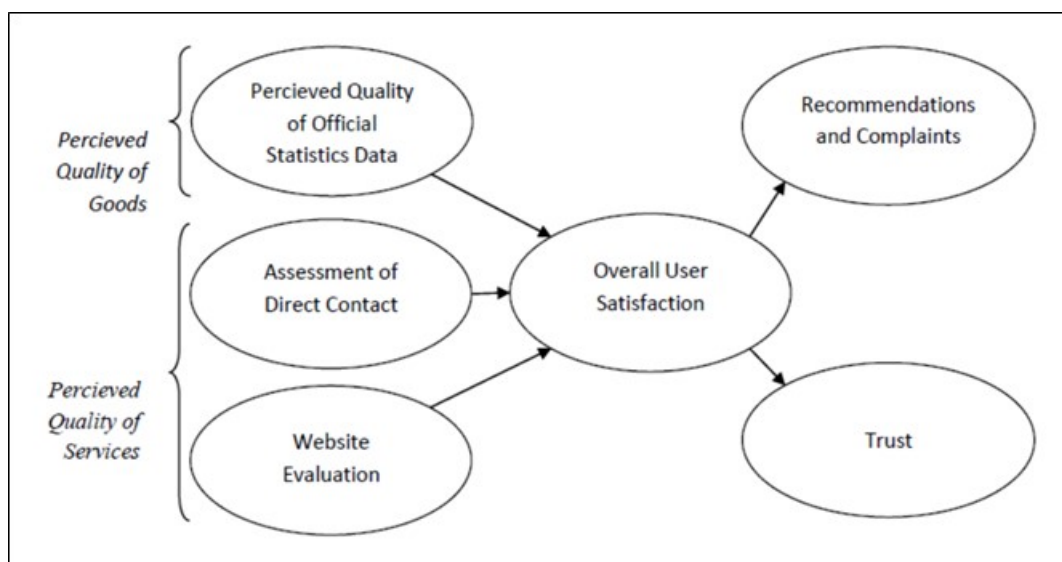 Percieved Quality
of Official
Statistics Data
Percieved
Quality of
Goods
Assessment of
Direct Contact
Percieved
Quality of
Services
Website
Evaluation
Overall User
Satisfaction
Recommendations
and Complaints
Trust